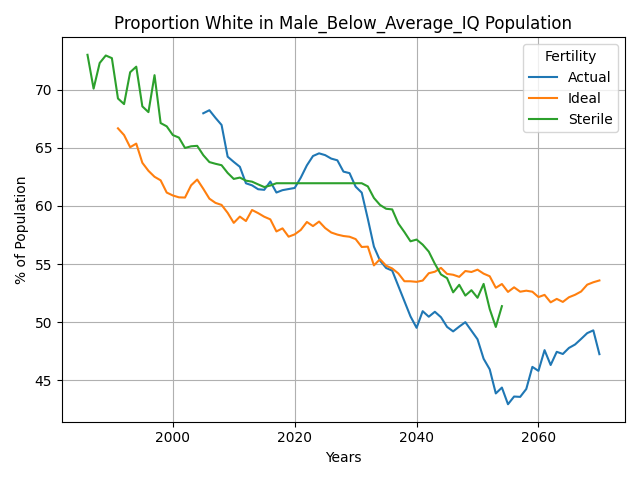 Proportion White in Male_Below_Average_IQ Population
Fertility
Actual
Ideal
Sterile
% of Population
70
65
60
55
50
45
2000
2020
2040
2060
Years